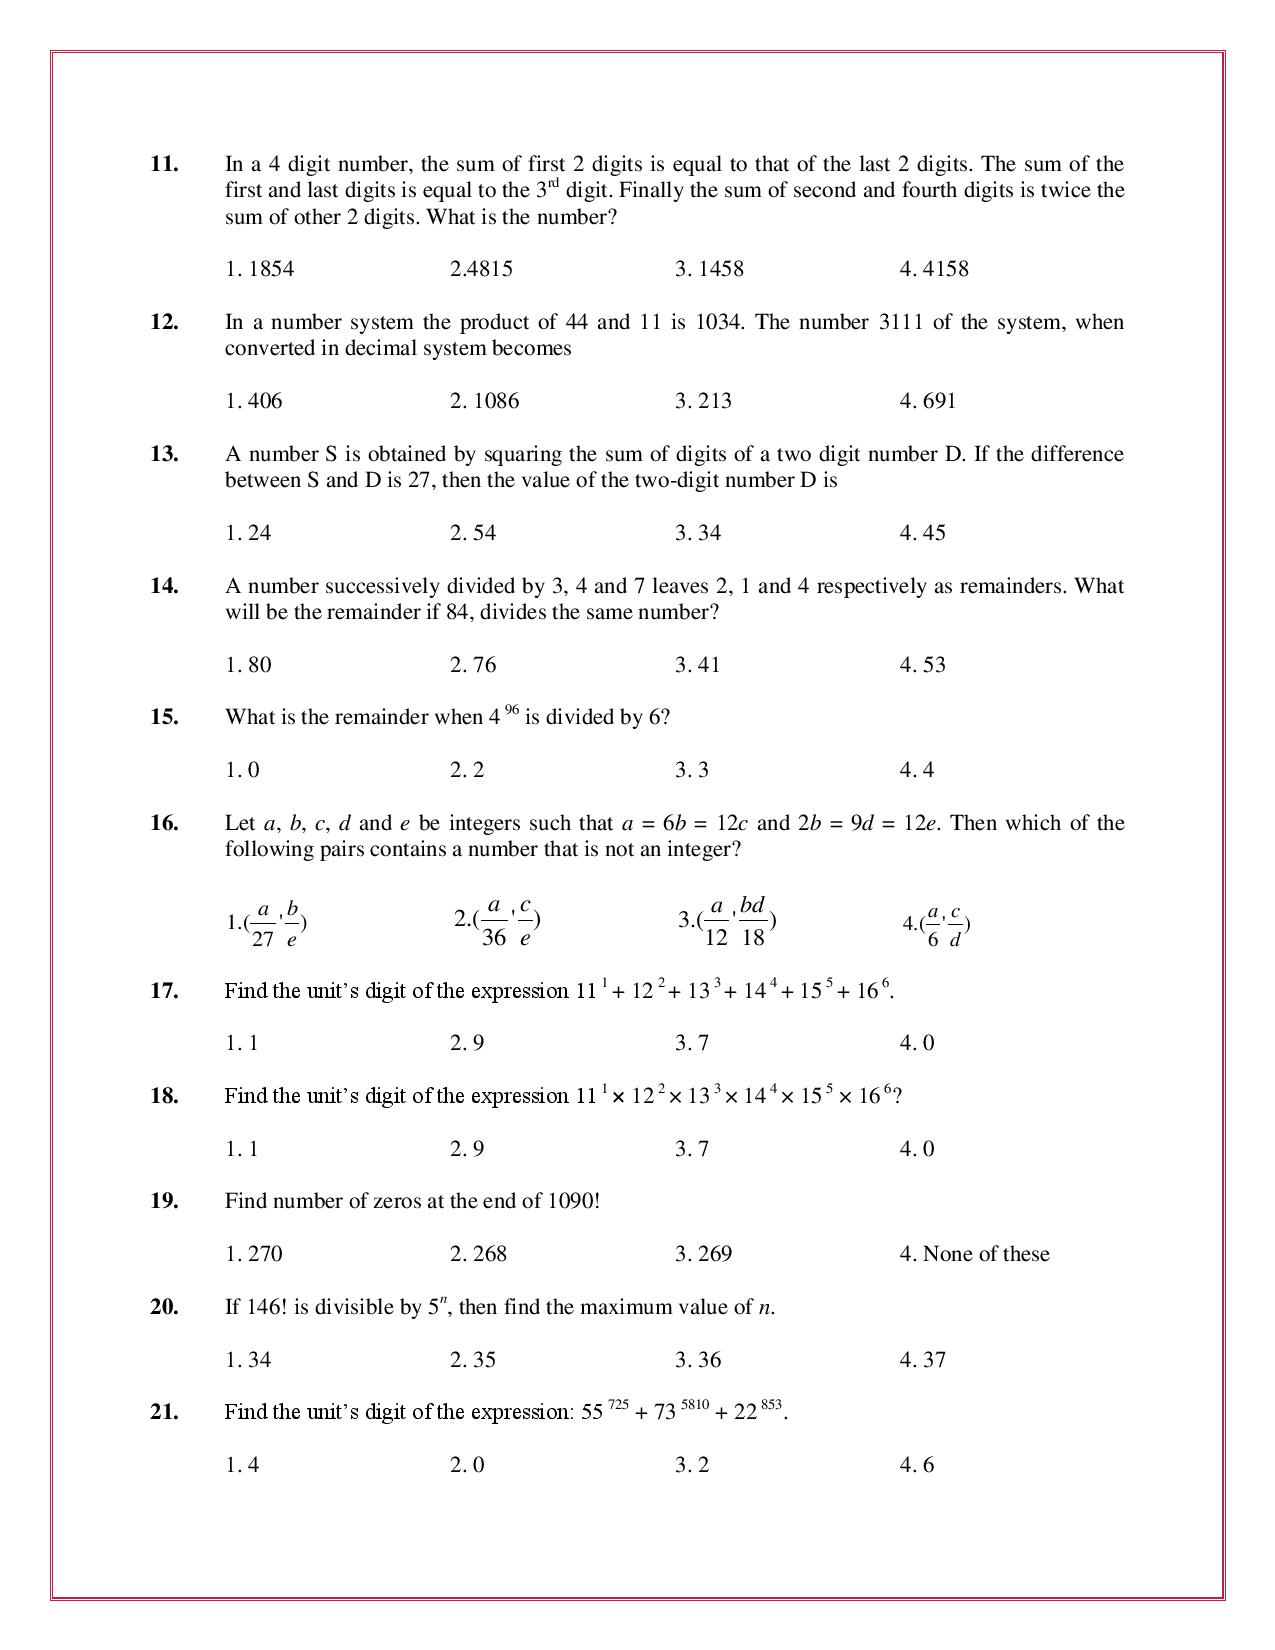 11. In a 4 digit number, the sum of first 2 digits is equal to that of the last 2 digits. The sum of the
first and last digits is equal to the 3rd digit. Finally the sum of second and fourth digits is twice the
sum of other 2 digits. What is the number?
1. 1854 2.4815 3. 1458 4. 4158
12. In a number system the product of 44 and 11 is 1034. The number 3111 of the system, when
converted in decimal system becomes
1. 406 2. 1086 3. 213 4. 691
13. A number S is obtained by squaring the sum of digits of a two digit number D. If the difference
between S and D is 27, then the value of the two-digit number D is
1. 24 2. 54 3. 34 4. 45
14. A number successively divided by 3, 4 and 7 leaves 2, 1 and 4 respectively as remainders. What
will be the remainder if 84, divides the same number?
1. 80 2. 76 3. 41 4. 53
15. What is the remainder when 4^96 is divided by 6?
1. 0 2. 2 3. 3 4. 4
16. Let a, b, c, d and e be integers such that a = 6b = 12c and 2b = 9d = 12e. Then which of the
following pairs contains a number that is not an integer?
1.(a/27, b/e) 2.(a/36, c/e) 3.(a/12, bd/18) 4.(a/6, c/d)
17. Find the unit’s digit of the expression 11^1 + 12^2 + 13^3 + 14^4 + 15^5 + 16^6.
1. 1 2. 9 3. 7 4. 0
18. Find the unit’s digit of the expression 11^1 × 12^2 × 13^3 × 14^4 × 15^5 × 16^6?
1. 1 2. 9 3. 7 4. 0
19. Find number of zeros at the end of 1090!
1. 270 2. 268 3. 269 4. None of these
20. If 146! is divisible by 5^n, then find the maximum value of n.
1. 34 2. 35 3. 36 4. 37
21. Find the unit’s digit of the expression: 55^725 + 73^5810 + 22^853.
1. 4 2. 0 3. 2 4. 6